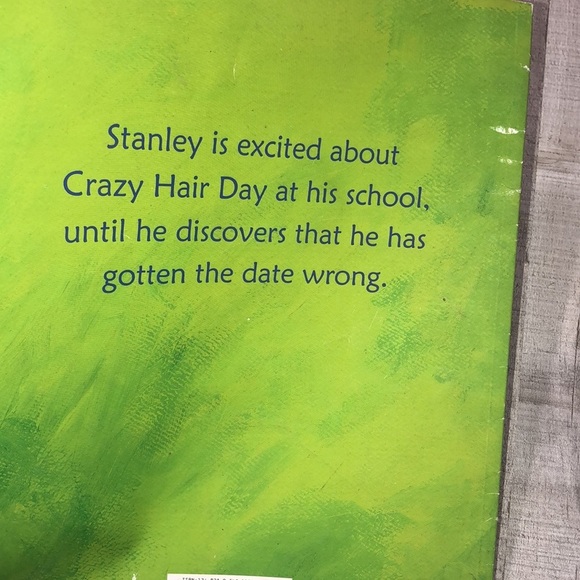 Stanley is excited about
Crazy Hair Day at his school,
until he discovers that he has
gotten the date wrong.